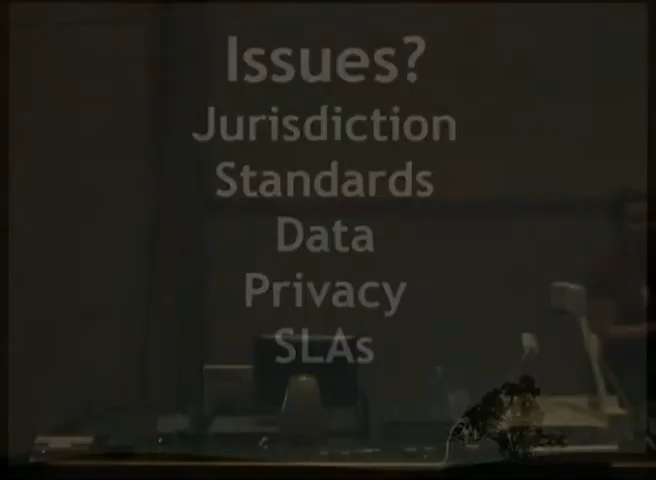 Issues?
Jurisdiction
Standards
Data
Privacy
SLAs